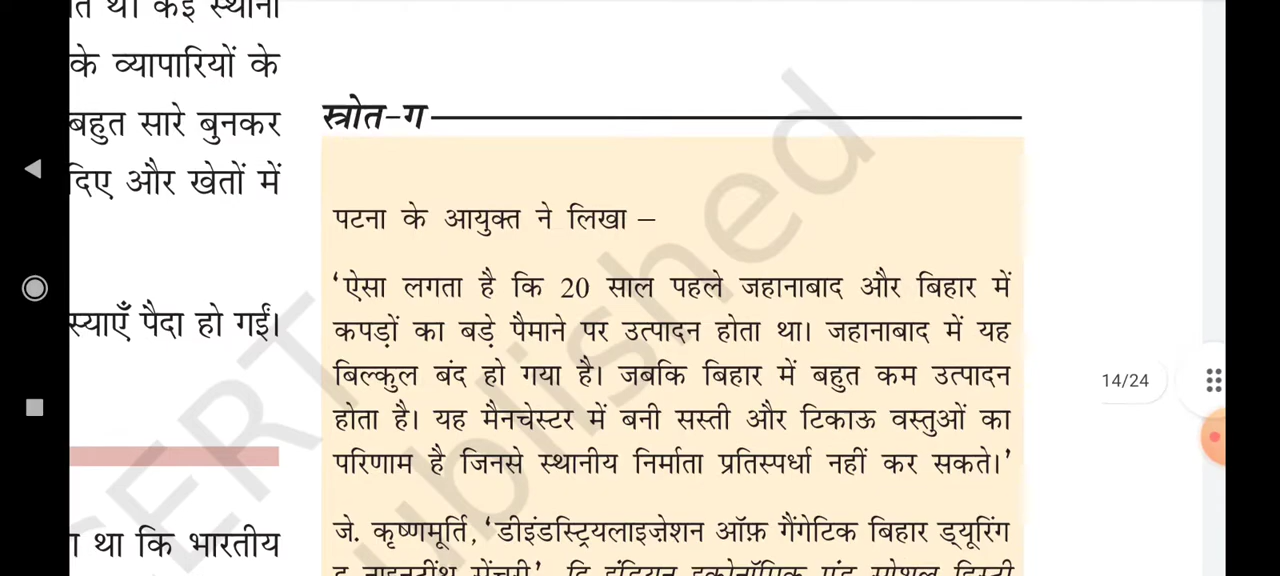 के व्यापारियों के
बहुत सारे बुनकर
दिए और खेतों में
स्याएँ पैदा हो गईं।
था कि भारतीय
स्त्रोत-ग
पटना के आयुक्त ने लिखा –
'ऐसा लगता है कि 20 साल पहले जहानाबाद और बिहार में
कपड़ों का बड़े पैमाने पर उत्पादन होता था। जहानाबाद में यह
बिल्कुल बंद हो गया है। जबकि बिहार में बहुत कम उत्पादन
होता है। यह मैनचेस्टर में बनी सस्ती और टिकाऊ वस्तुओं का
परिणाम है जिनसे स्थानीय निर्माता प्रतिस्पर्धा नहीं कर सकते।'
जे. कृष्णमूर्ति, 'डीइंडस्ट्रियलाइज़ेशन ऑफ़ गैंगेटिक बिहार ड्यूरिंग
14/24